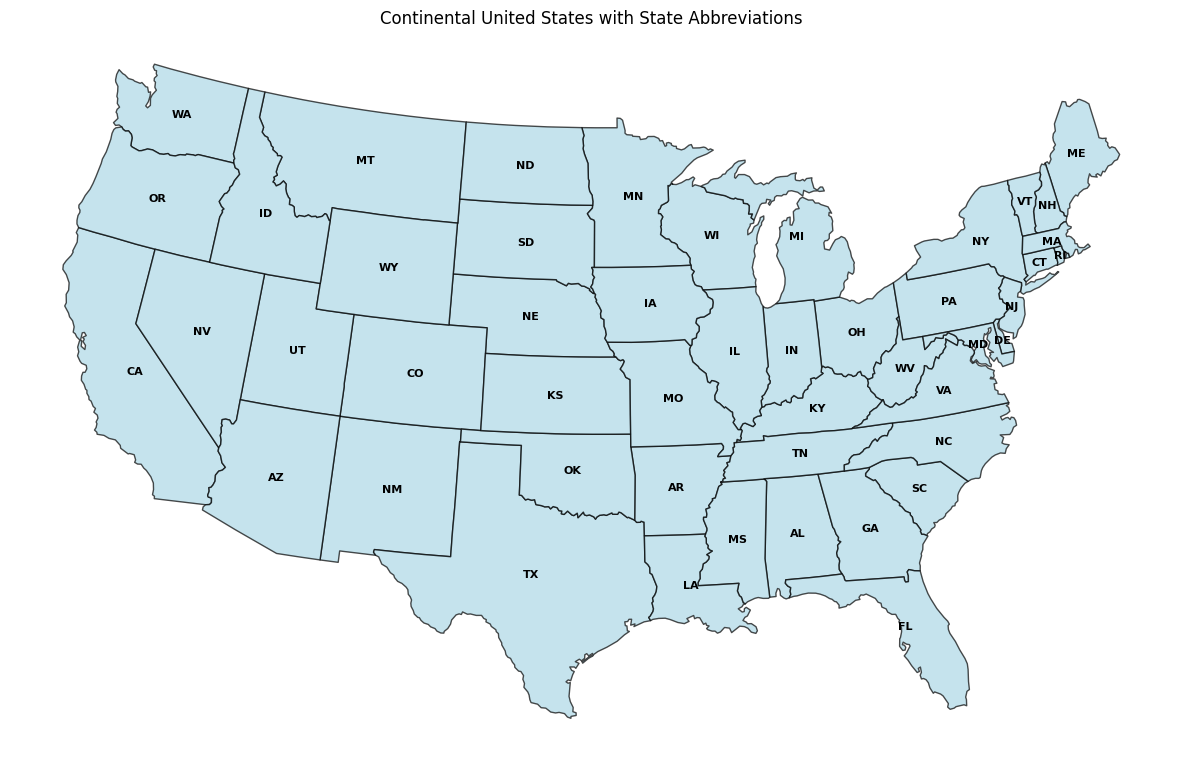 Continental United States with State Abbreviations
WA
MT
ND
ME
OR
ID
MN
VT
NH
SD
WI
MI
NY
MA
RI
CT
WY
NE
IA
PA
NJ
NV
UT
CO
IL
IN
OH
MD
DE
CA
KS
MO
WV
VA
KY
AZ
NM
OK
AR
TN
NC
SC
TX
MS
AL
GA
LA
FL